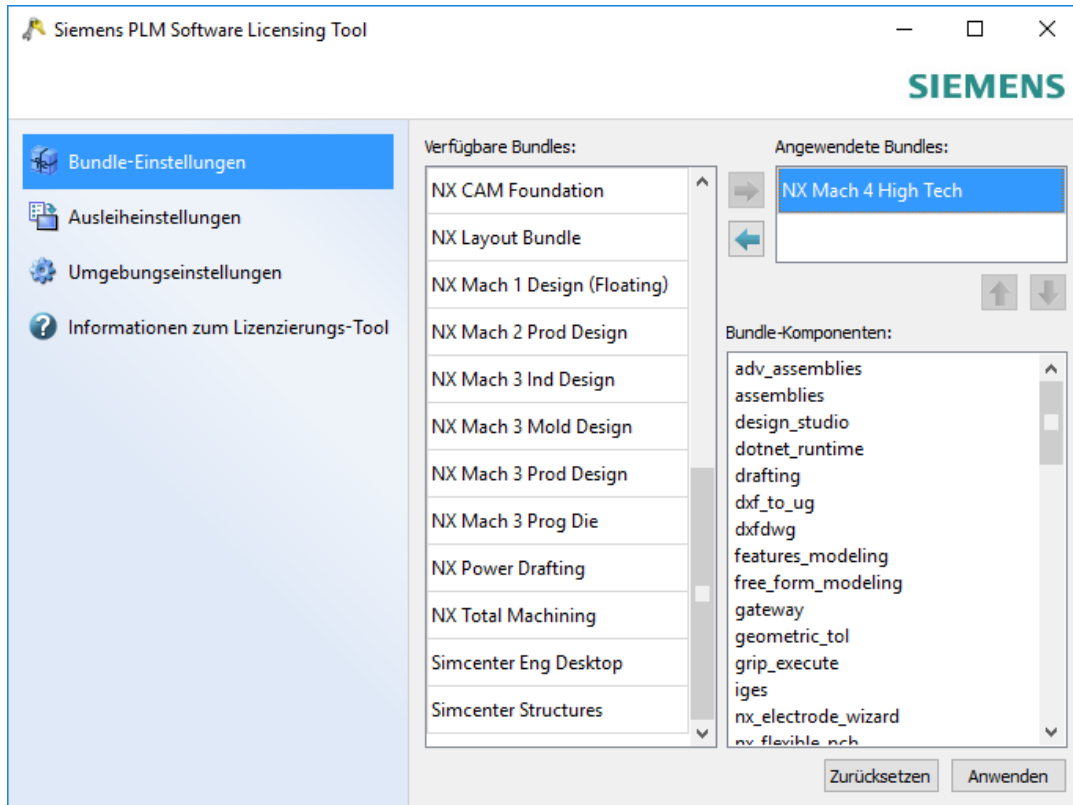 Siemens PLM Software Licensing Tool
SIEMENS
Bundle-Einstellungen
Ausleiheinstellungen
Umgebungseinstellungen
Informationen zum Lizenzierungs-Tool
Verfügbare Bundles:
NX CAM Foundation
NX Layout Bundle
NX Mach 1 Design (Floating)
NX Mach 2 Prod Design
NX Mach 3 Ind Design
NX Mach 3 Mold Design
NX Mach 3 Prod Design
NX Mach 3 Prog Die
NX Power Drafting
NX Total Machining
Simcenter Eng Desktop
Simcenter Structures
Angewendete Bundles:
NX Mach 4 High Tech
Bundle-Komponenten:
adv_assemblies
assemblies
design_studio
dotnet_runtime
drafting
dxf_to_ug
dxfdwg
features_modeling
free_form_modeling
gateway
geometric_tol
grip_execute
iges
nx_electrode_wizard
nx_flexible_pcb
Zurücksetzen
Anwenden